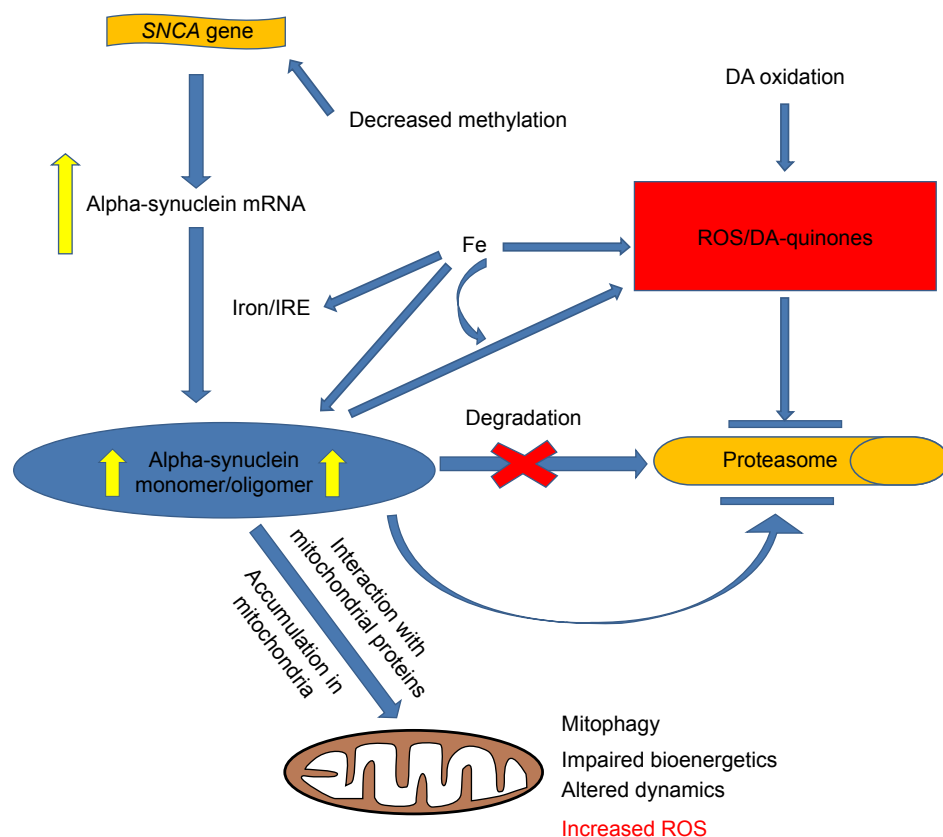 SNCA gene
DA oxidation
Decreased methylation
Alpha-synuclein mRNA
ROS/DA-quinones
Fe
Iron/IRE
Degradation
Alpha-synuclein
monomer/oligomer
Proteasome
Interaction with
mitochondrial proteins
Accumulation in
mitochondria
Mitophagy
Impaired bioenergetics
Altered dynamics
Increased ROS